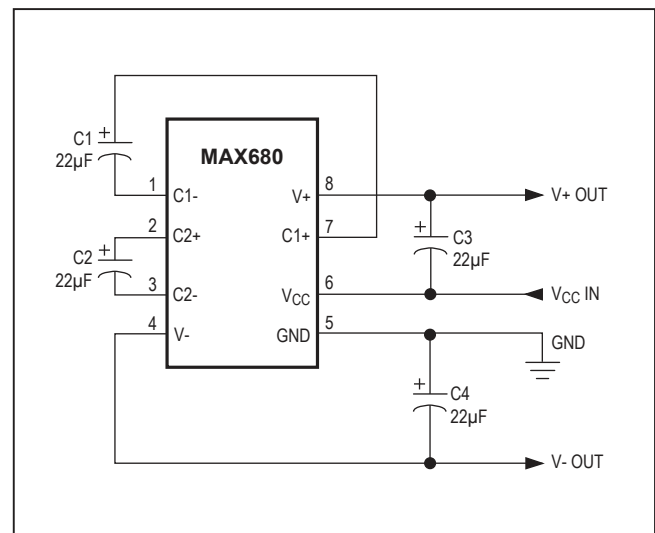 MAX680
C1 +
22µF
1 C1-
2 C2+
C2 +
22µF
3 C2-
4 V-
V+ 8
C1+ 7
VCC 6
GND 5
V+ OUT
+ C3
22µF
VCC IN
GND
+ C4
22µF
V- OUT